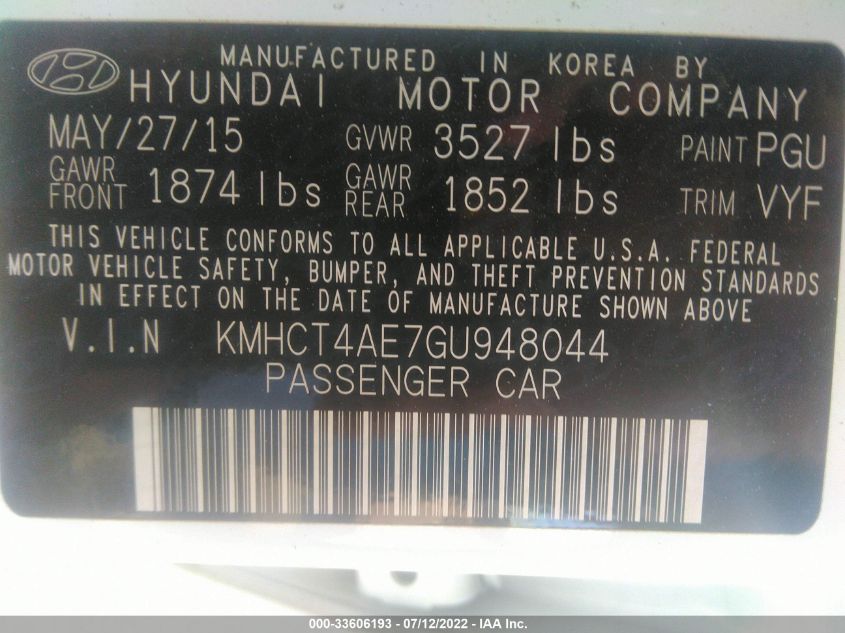 MANUFACTURED IN KOREA BY
HYUNDAI MOTOR COMPANY
MAY/27/15 GVWR 3527 lbs PAINT PGU
GAWR FRONT 1874 lbs GAWR REAR 1852 lbs TRIM VYF
THIS VEHICLE CONFORMS TO ALL APPLICABLE U.S.A. FEDERAL
MOTOR VEHICLE SAFETY, BUMPER, AND THEFT PREVENTION STANDARDS
IN EFFECT ON THE DATE OF MANUFACTURE SHOWN ABOVE
V.I.N KMHCT4AE7GU948044
PASSENGER CAR
000-33606193 - 07/12/2022 - IAA Inc.